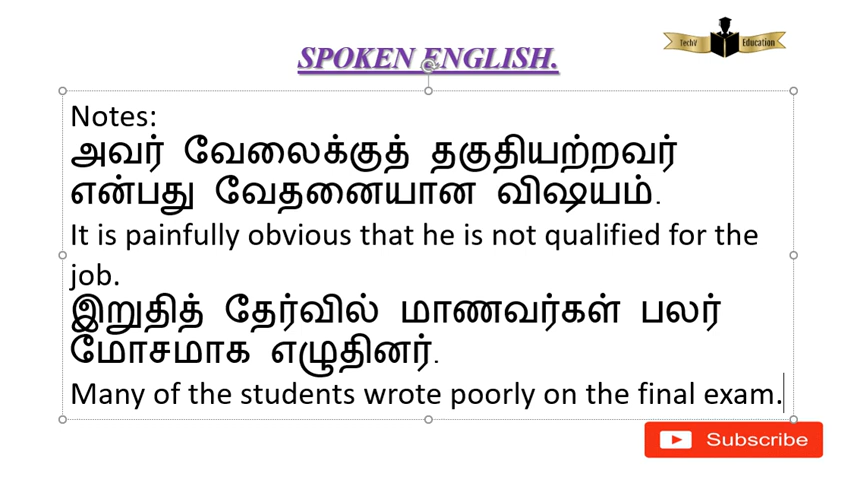 TechV Education
SPOKEN ENGLISH.
Notes:
அவர் வேலைக்குத் தகுதியற்றவர்
என்பது வேதனையான விஷயம்.
It is painfully obvious that he is not qualified for the
job.
இறுதித் தேர்வில் மாணவர்கள் பலர்
மோசமாக எழுதினர்.
Many of the students wrote poorly on the final exam.
Subscribe